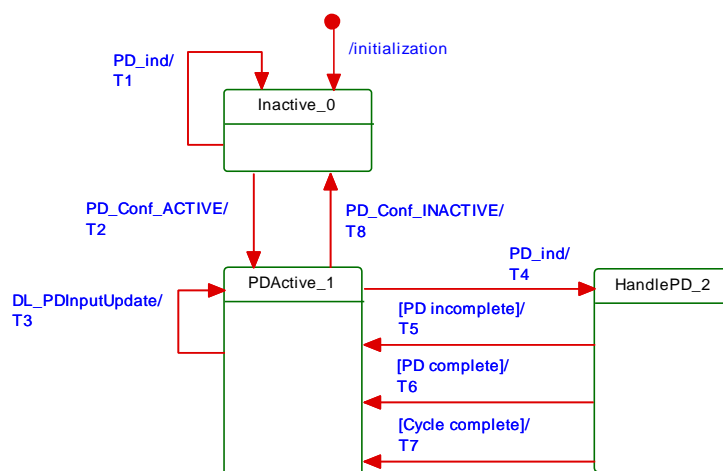 /initialization
PD_ind/
T1
Inactive_0
PD_Conf_ACTIVE/
T2
PD_Conf_INACTIVE/
T8
PD_ind/
T4
PDActive_1
HandlePD_2
DL_PDInputUpdate/
T3
[PD incomplete]/
T5
[PD complete]/
T6
[Cycle complete]/
T7